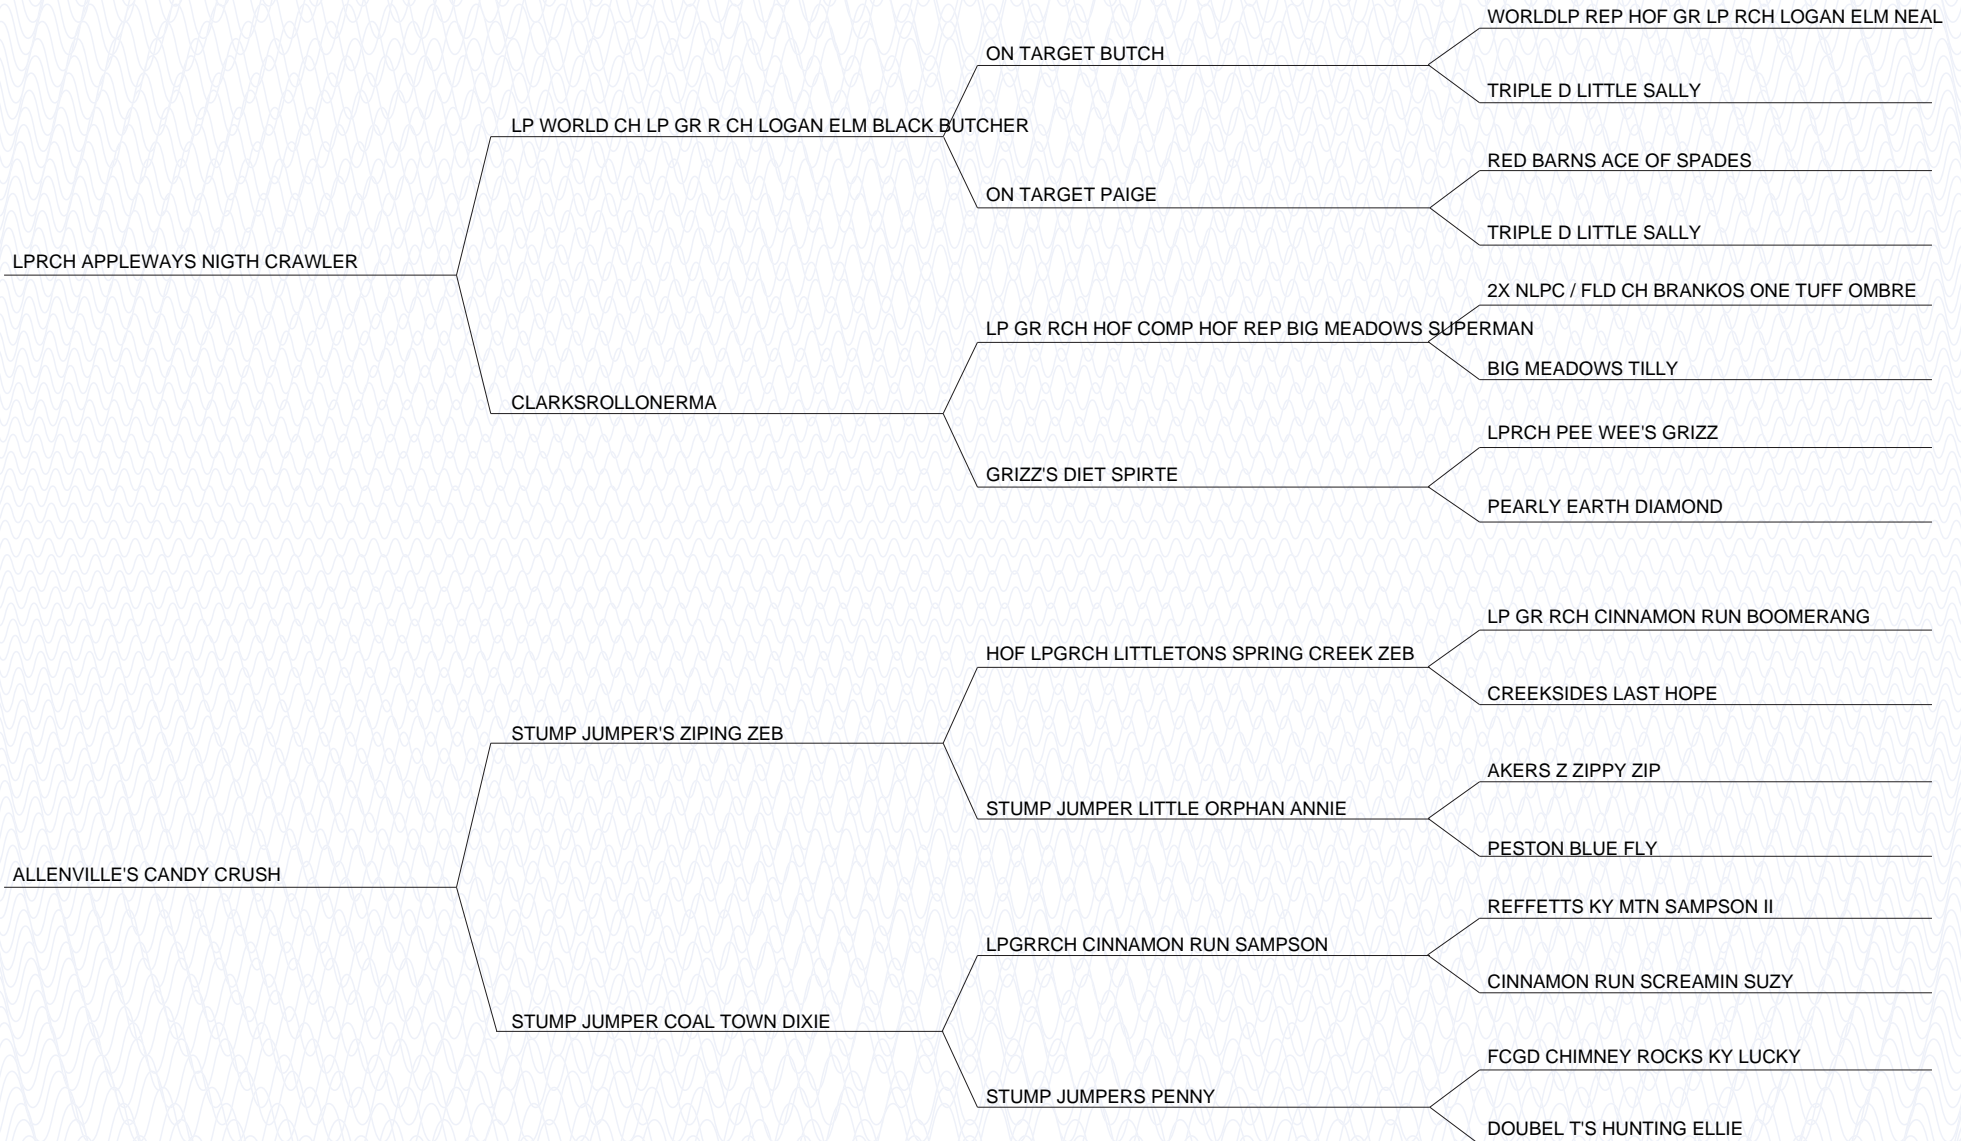 WORLDLP REP HOF GR LP RCH LOGAN ELM NEAL
ON TARGET BUTCH
TRIPLE D LITTLE SALLY
LP WORLD CH LP GR R CH LOGAN ELM BLACK BUTCHER
RED BARNS ACE OF SPADES
ON TARGET PAIGE
TRIPLE D LITTLE SALLY
LPRCH APPLEWAYS NIGTH CRAWLER
2X NLPC / FLD CH BRANKOS ONE TUFF OMBRE
LP GR RCH HOF COMP HOF REP BIG MEADOWS SUPERMAN
BIG MEADOWS TILLY
CLARKSROLLONERMA
LPRCH PEE WEE'S GRIZZ
GRIZZ'S DIET SPIRTE
PEARLY EARTH DIAMOND
LP GR RCH CINNAMON RUN BOOMERANG
HOF LPGRCH LITTLETONS SPRING CREEK ZEB
CREEKSIDES LAST HOPE
STUMP JUMPER'S ZIPING ZEB
AKERS Z ZIPPY ZIP
STUMP JUMPER LITTLE ORPHAN ANNIE
PESTON BLUE FLY
ALLENVILLE'S CANDY CRUSH
REFFETTS KY MTN SAMPSON II
LPGRRCH CINNAMON RUN SAMPSON
CINNAMON RUN SCREAMIN SUZY
STUMP JUMPER COAL TOWN DIXIE
FCGD CHIMNEY ROCKS KY LUCKY
STUMP JUMPERS PENNY
DOUBEL T'S HUNTING ELLIE